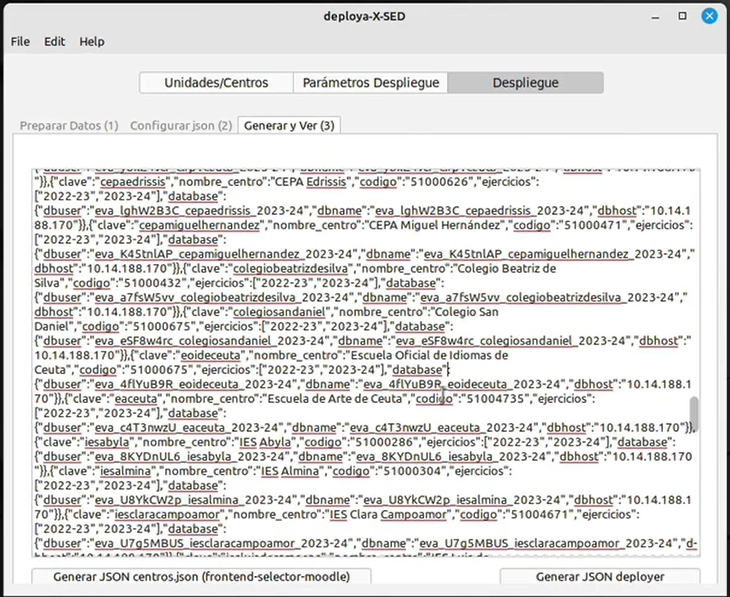 deploya-X-SED
File Edit Help
Unidades/Centros Parámetros Despliegue Despliegue
Preparar Datos (1) Configurar json (2) Generar y Ver (3)
"}},{"clave":"cepaedrissis","nombre_centro":"CEPA Edrissis","codigo":"51000626","ejercicios":
["2022-23","2023-24"],"database":
{"dbuser":"eva_lghW2B3C_cepaedrissis_2023-24","dbname":"eva_lghW2B3C_cepaedrissis_2023-24","dbhost":"10.14.1
88.170"}},{"clave":"cepamiguelhernandez","nombre_centro":"CEPA Miguel Hernández","codigo":"51000471","ejercicios":
["2022-23","2023-24"],"database":
{"dbuser":"eva_K45tnlAP_cepamiguelhernandez_2023-24","dbname":"eva_K45tnlAP_cepamiguelhernandez_2023-24","
dbhost":"10.14.188.170"}},{"clave":"colegiobeatrizdesilva","nombre_centro":"Colegio Beatriz de
Silva","codigo":"51000432","ejercicios":["2022-23","2023-24"],"database":
{"dbuser":"eva_a7fsW5vv_colegiobeatrizdesilva_2023-24","dbname":"eva_a7fsW5vv_colegiobeatrizdesilva_2023-24","
dbhost":"10.14.188.170"}},{"clave":"colegiosandaniel","nombre_centro":"Colegio San
Daniel","codigo":"51000675","ejercicios":["2022-23","2023-24"],"database":
{"dbuser":"eva_eSF8w4rc_colegiosandaniel_2023-24","dbname":"eva_eSF8w4rc_colegiosandaniel_2023-24","dbhost":"
10.14.188.170"}},{"clave":"eoideceuta","nombre_centro":"Escuela Oficial de Idiomas de
Ceuta","codigo":"51000675","ejercicios":["2022-23","2023-24"],"database":
{"dbuser":"eva_4flYuB9R_eoideceuta_2023-24","dbname":"eva_4flYuB9R_eoideceuta_2023-24","dbhost":"10.14.188.1
70"}},{"clave":"eaceuta","nombre_centro":"Escuela de Arte de Ceuta","codigo":"51004735","ejercicios":
["2022-23","2023-24"],"database":
{"dbuser":"eva_c4T3nwzU_eaceuta_2023-24","dbname":"eva_c4T3nwzU_eaceuta_2023-24","dbhost":"10.14.188.170"}},
{"clave":"iesabyla","nombre_centro":"IES Abyla","codigo":"51000286","ejercicios":["2022-23","2023-24"],"database":
{"dbuser":"eva_8KYDnUL6_iesabyla_2023-24","dbname":"eva_8KYDnUL6_iesabyla_2023-24","dbhost":"10.14.188.170
"}},{"clave":"iesalmina","nombre_centro":"IES Almina","codigo":"51000304","ejercicios":
["2022-23","2023-24"],"database":
{"dbuser":"eva_U8YkCW2p_iesalmina_2023-24","dbname":"eva_U8YkCW2p_iesalmina_2023-24","dbhost":"10.14.188.1
70"}},{"clave":"iesclaracampoamor","nombre_centro":"IES Clara Campoamor","codigo":"51004671","ejercicios":
["2022-23","2023-24"],"database":
{"dbuser":"eva_U7g5MBUS_iesclaracampoamor_2023-24","dbname":"eva_U7g5MBUS_iesclaracampoamor_2023-24","d-
Generar JSON centros.json (frontend-selector-moodle) Generar JSON deployer